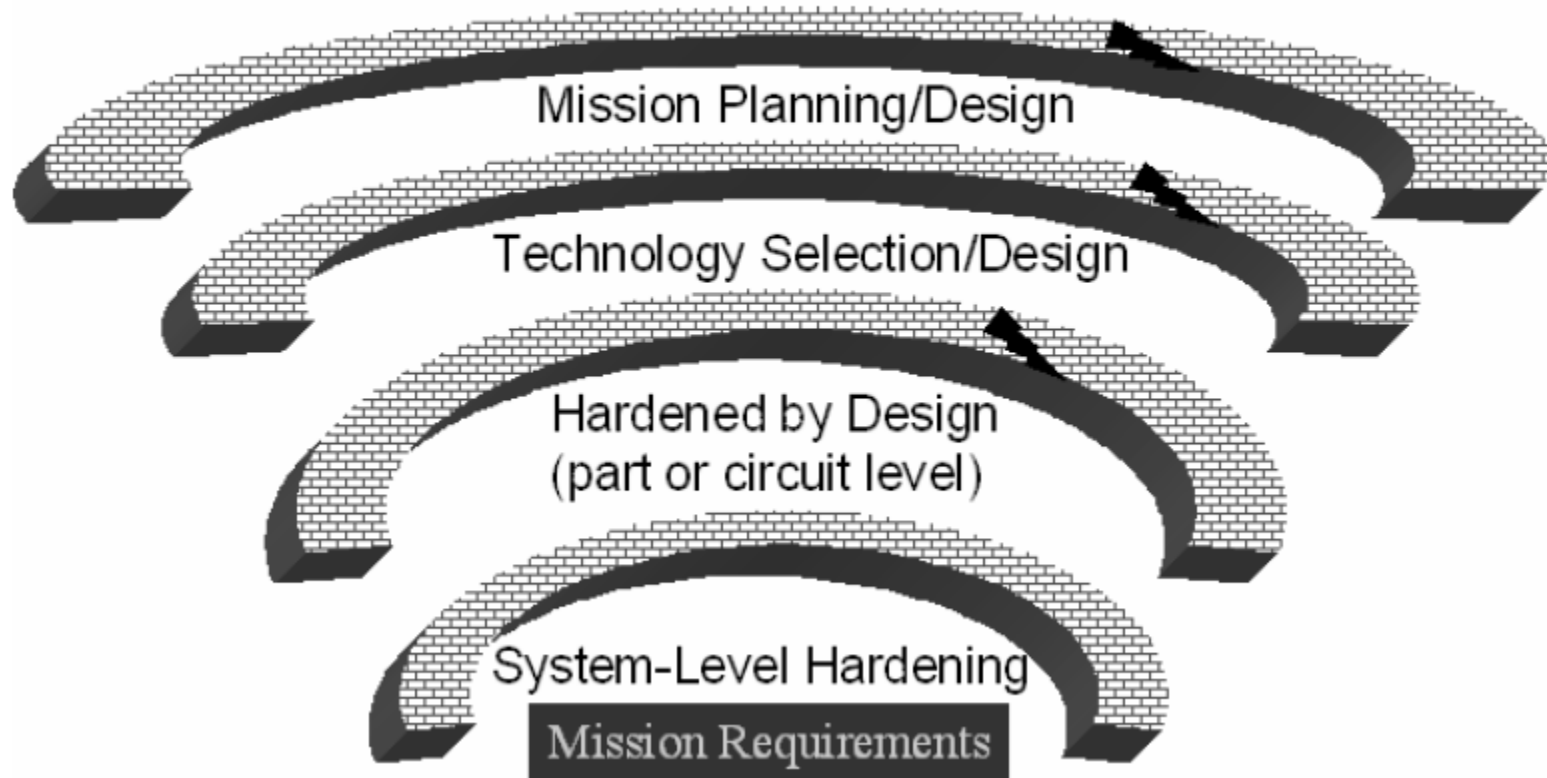 Mission Planning/Design
Technology Selection/Design
Hardened by Design
(part or circuit level)
System-Level Hardening
Mission Requirements